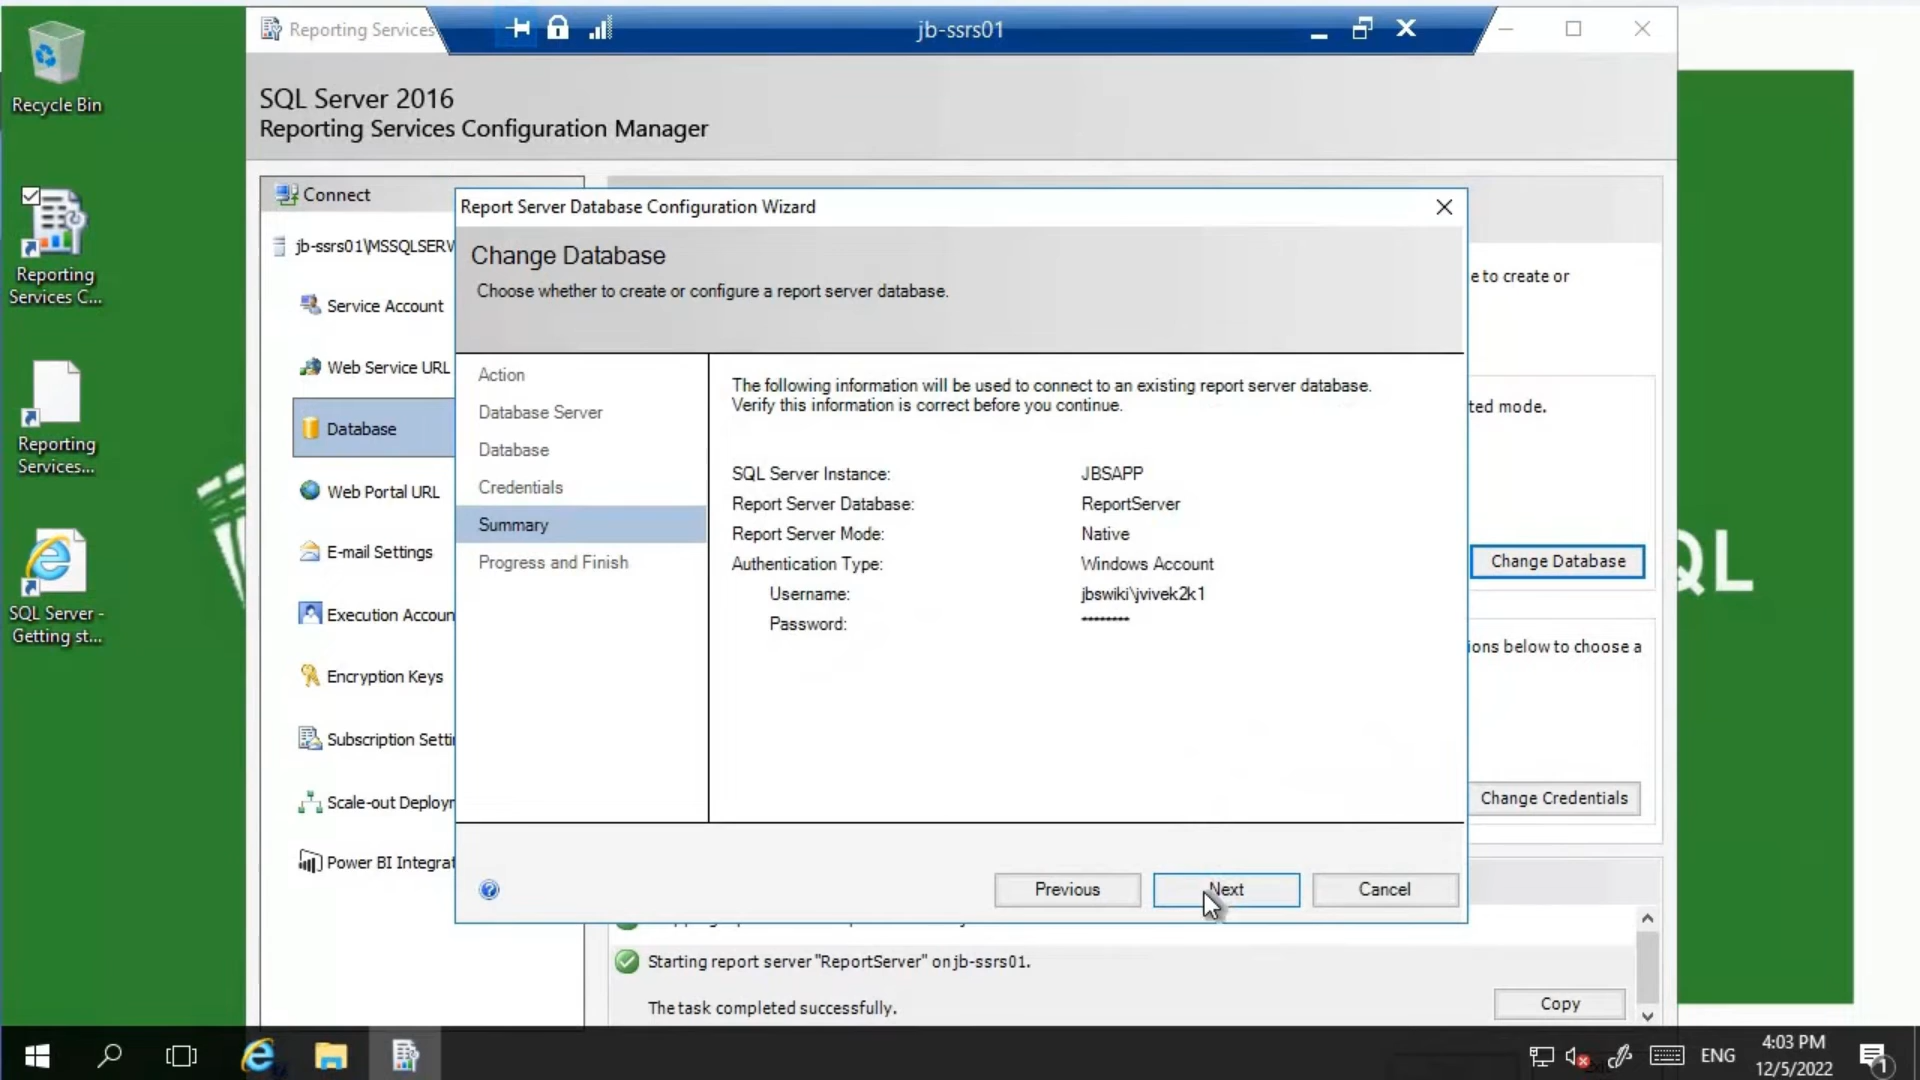 Recycle Bin
Reporting
Services C...
Reporting
Services...
SQL Server -
Getting st...
Reporting Services
jb-ssrs01
SQL Server 2016
Reporting Services Configuration Manager
Connect
jb-ssrs01\MSSQLSERV
Service Account
Web Service URL
Database
Web Portal URL
E-mail Settings
Execution Accoun
Encryption Keys
Subscription Setti
Scale-out Deployr
Power BI Integrat
Report Server Database Configuration Wizard
Change Database
Choose whether to create or configure a report server database.
Action
Database Server
Database
Credentials
Summary
Progress and Finish
The following information will be used to connect to an existing report server database.
Verify this information is correct before you continue.
SQL Server Instance: JBSAPP
Report Server Database: ReportServer
Report Server Mode: Native
Authentication Type: Windows Account
Username: jbswiki\jvivek2k1
Password: ********
Previous
Next
Cancel
e to create or
ted mode.
Change Database
QL
ions below to choose a
Change Credentials
Starting report server "ReportServer" on jb-ssrs01.
The task completed successfully.
Copy
ENG
4:03 PM
12/5/2022
1